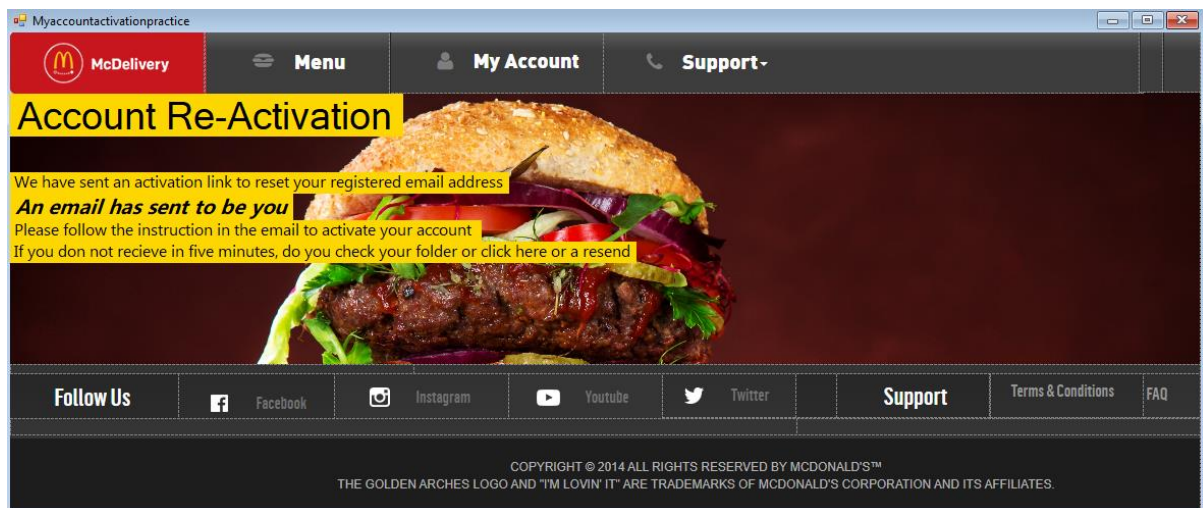 Myaccountactivationpractice
McDelivery
Menu
My Account
Support
Account Re-Activation
We have sent an activation link to reset your registered email address
An email has sent to be you
Please follow the instruction in the email to activate your account
If you don not recieve in five minutes, do you check your folder or click here or a resend
Follow Us
Facebook
Instagram
Youtube
Twitter
Support
Terms & Conditions
FAQ
COPYRIGHT © 2014 ALL RIGHTS RESERVED BY MCDONALD'S™
THE GOLDEN ARCHES LOGO AND "I'M LOVIN' IT" ARE TRADEMARKS OF MCDONALD'S CORPORATION AND ITS AFFILIATES.